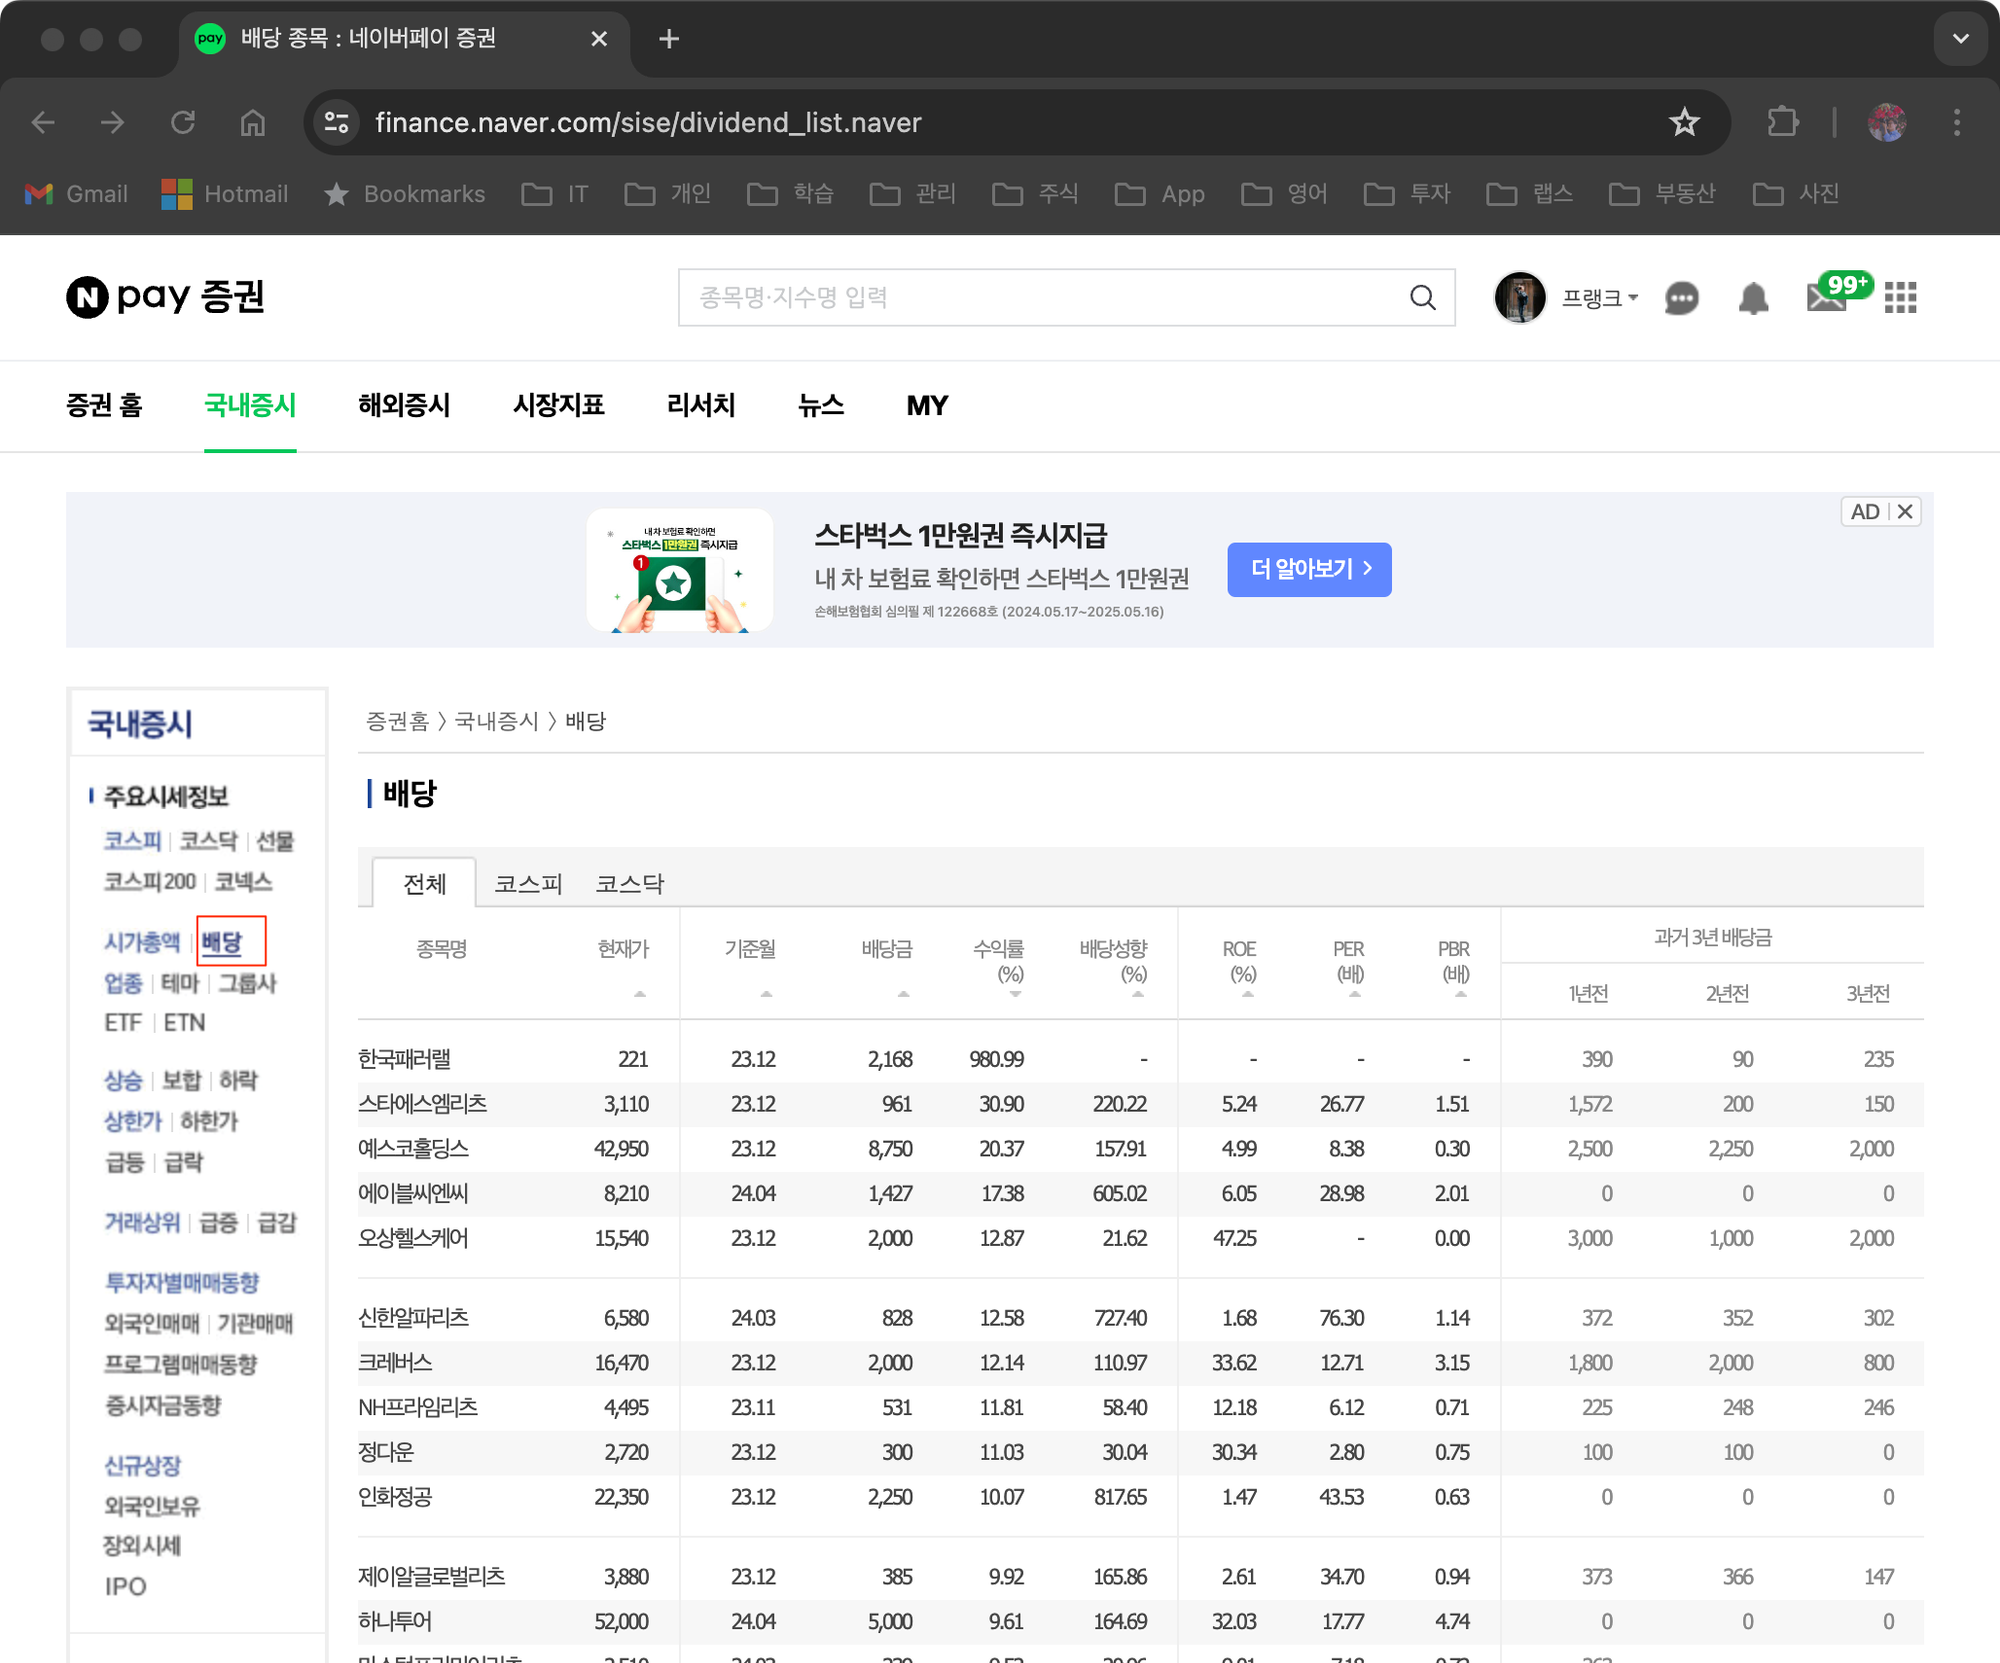 pay 배당 종목 : 네이버페이 증권
finance.naver.com/sise/dividend_list.naver
Gmail Hotmail Bookmarks IT 개인 학습 관리 주식 App 영어 투자 랩스 부동산 사진
N pay 증권 종목명·지수명 입력 프랭크 99+
증권 홈 국내증시 해외증시 시장지표 리서치 뉴스 MY
내 차 보험료 확인하면
스타벅스 1만원권 즉시지급
1
스타벅스 1만원권 즉시지급
내 차 보험료 확인하면 스타벅스 1만원권
손해보험협회 심의필 제 122668호 (2024.05.17~2025.05.16)
더 알아보기 >
AD
국내증시
주요시세정보
코스피 코스닥 선물
코스피200 코넥스
시가총액 배당
업종 테마 그룹사
ETF ETN
상승 보합 하락
상한가 하한가
급등 급락
거래상위 급증 급감
투자자별매매동향
외국인매매 기관매매
프로그램매매동향
증시자금동향
신규상장
외국인보유
장외시세
IPO
증권홈 > 국내증시 > 배당
배당
전체 코스피 코스닥
종목명 현재가 기준월 배당금 수익률 (%) 배당성향 (%) ROE (%) PER (배) PBR (배) 과거 3년 배당금
1년전 2년전 3년전
한국패러랠 221 23.12 2,168 980.99 - - - - 390 90 235
스타에스엠리츠 3,110 23.12 961 30.90 220.22 5.24 26.77 1.51 1,572 200 150
예스코홀딩스 42,950 23.12 8,750 20.37 157.91 4.99 8.38 0.30 2,500 2,250 2,000
에이블씨엔씨 8,210 24.04 1,427 17.38 605.02 6.05 28.98 2.01 0 0 0
오상헬스케어 15,540 23.12 2,000 12.87 21.62 47.25 - 0.00 3,000 1,000 2,000
신한알파리츠 6,580 24.03 828 12.58 727.40 1.68 76.30 1.14 372 352 302
크레버스 16,470 23.12 2,000 12.14 110.97 33.62 12.71 3.15 1,800 2,000 800
NH프라임리츠 4,495 23.11 531 11.81 58.40 12.18 6.12 0.71 225 248 246
정다운 2,720 23.12 300 11.03 30.04 30.34 2.80 0.75 100 100 0
인화정공 22,350 23.12 2,250 10.07 817.65 1.47 43.53 0.63 0 0 0
제이알글로벌리츠 3,880 23.12 385 9.92 165.86 2.61 34.70 0.94 373 366 147
하나투어 52,000 24.04 5,000 9.61 164.69 32.03 17.77 4.74 0 0 0